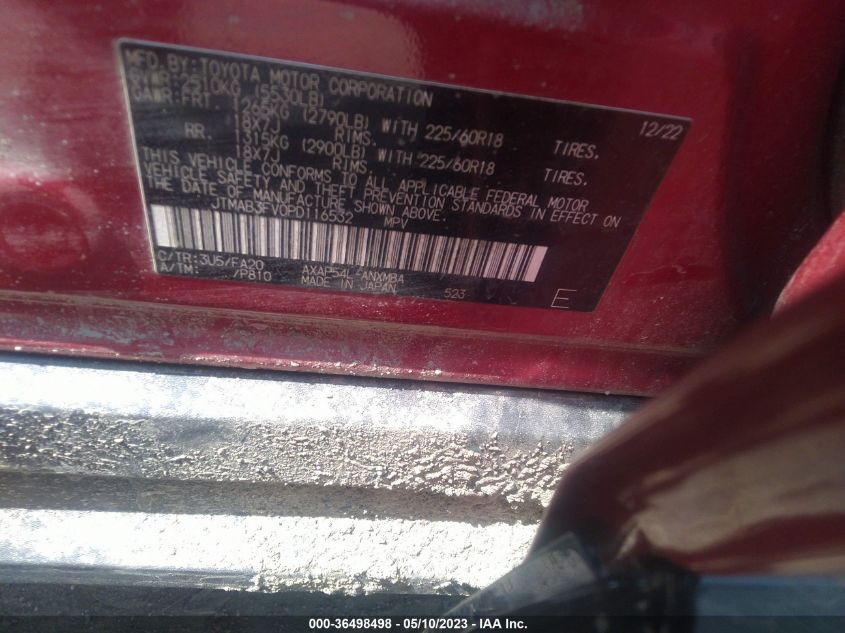 MFD.BY:TOYOTA MOTOR CORPORATION 12/22
GVWR:2510KG (5530LB)
GAWR:FRT. 1265KG (2790LB) WITH 225/60R18 TIRES.
18X7J RIMS.
RR. 1315KG (2900LB) WITH 225/60R18 TIRES.
18X7J RIMS.
THIS VEHICLE CONFORMS TO ALL APPLICABLE FEDERAL MOTOR
VEHICLE SAFETY AND THEFT PREVENTION STANDARDS IN EFFECT ON
THE DATE OF MANUFACTURE SHOWN ABOVE.
JTMAB3FV0PD116532 MPV
C/TR:3U5/FA20 AXAP54L-ANXMBA
A/TM: /P810 MADE IN JAPAN 523 E
000-36498498 - 05/10/2023 - IAA Inc.